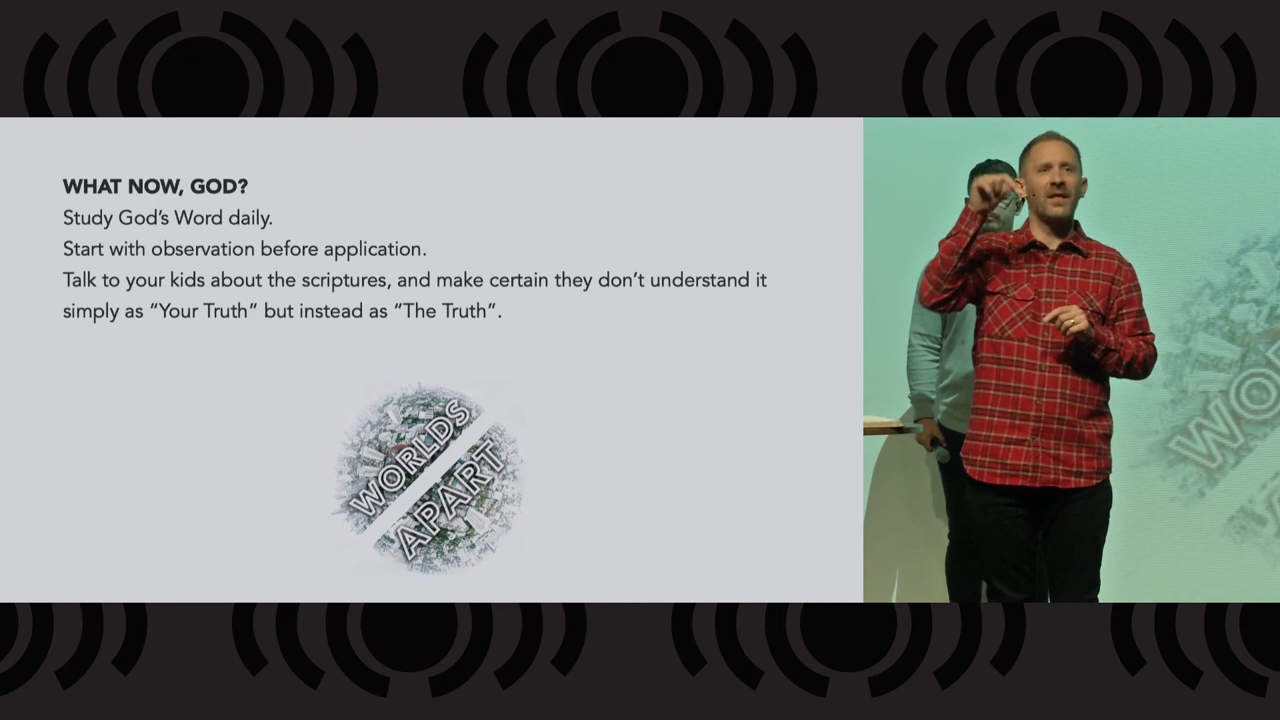 WHAT NOW, GOD?
Study God’s Word daily.
Start with observation before application.
Talk to your kids about the scriptures, and make certain they don’t understand it
simply as “Your Truth” but instead as “The Truth”.
WORLDS
APART
WO